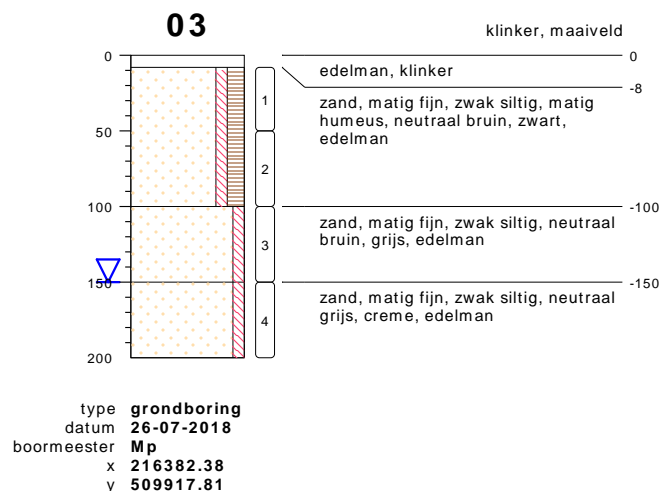 03
klinker, maaiveld
0
0
edelman, klinker
-8
1
zand, matig fijn, zwak siltig, matig
humeus, neutraal bruin, zwart,
edelman
50
2
100
-100
3
zand, matig fijn, zwak siltig, neutraal
bruin, grijs, edelman
150
-150
4
zand, matig fijn, zwak siltig, neutraal
grijs, creme, edelman
200
type grondboring
datum 26-07-2018
boormeester Mp
x 216382.38
y 509917.81